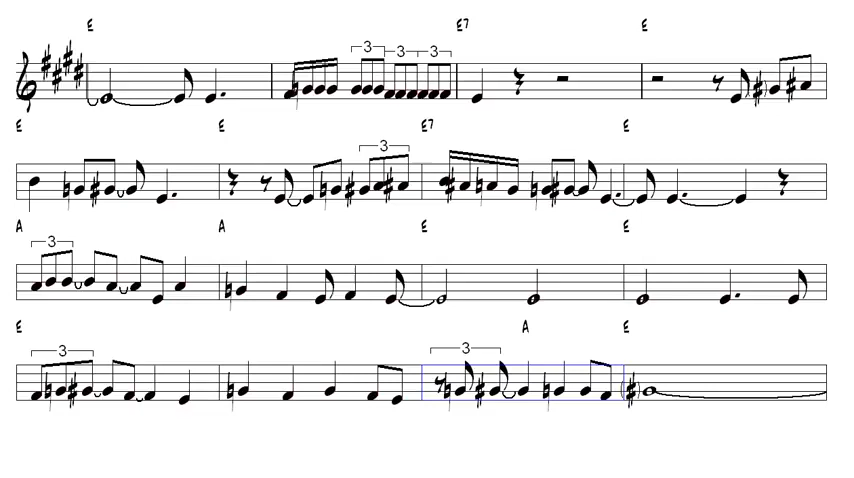 E E7 E
3 3 3
E E E7 E
3
A A E E
3
E A E
3 3